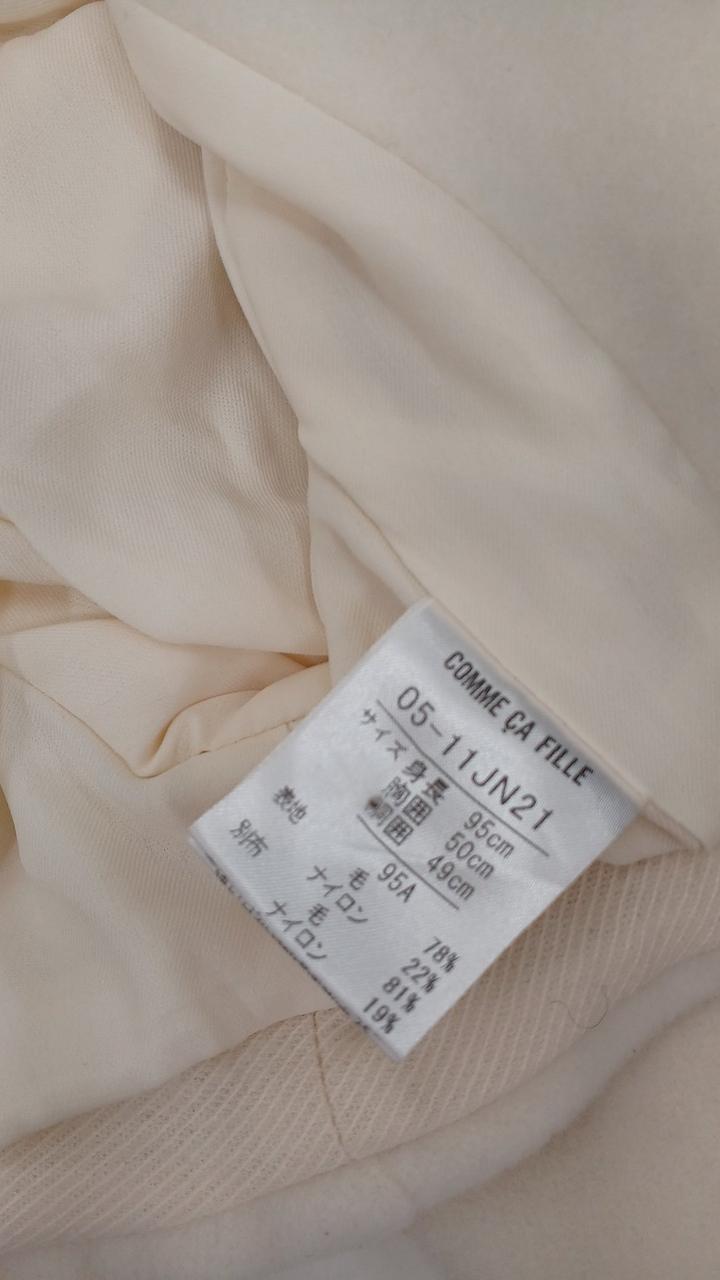 COMME ÇA FILLE
05-11JN21
サイズ 身長 95cm
胸囲 50cm
胴囲 49cm
95A
表地 毛 78%
ナイロン 22%
別布 毛 81%
ナイロン 19%